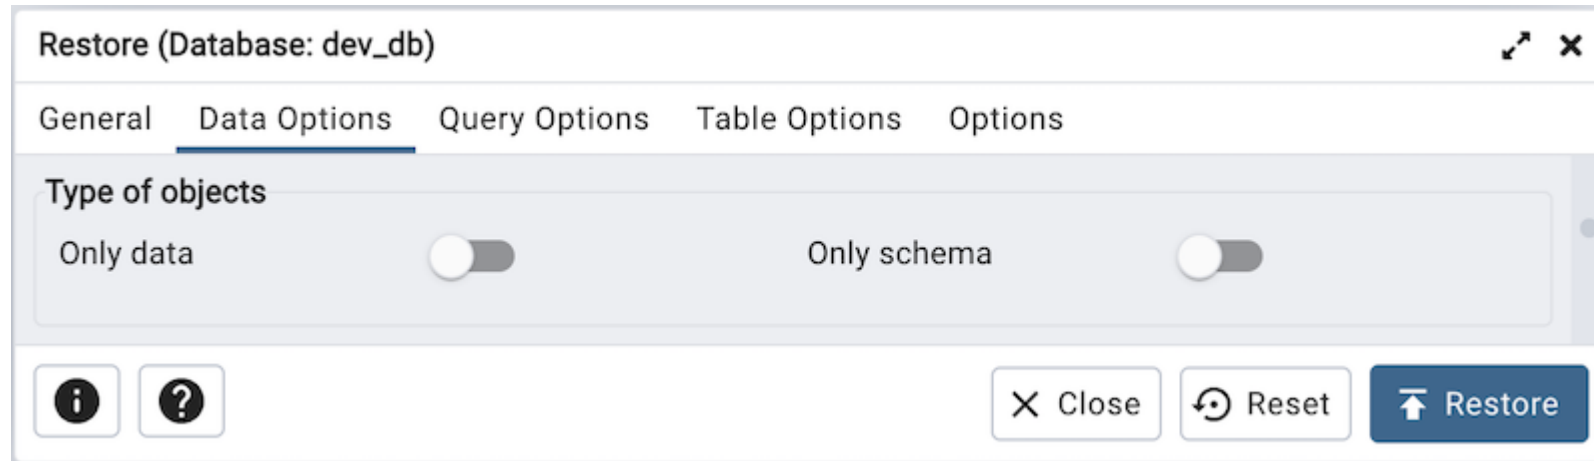 Restore (Database: dev_db)
General Data Options Query Options Table Options Options
Type of objects
Only data Only schema
Close Reset Restore